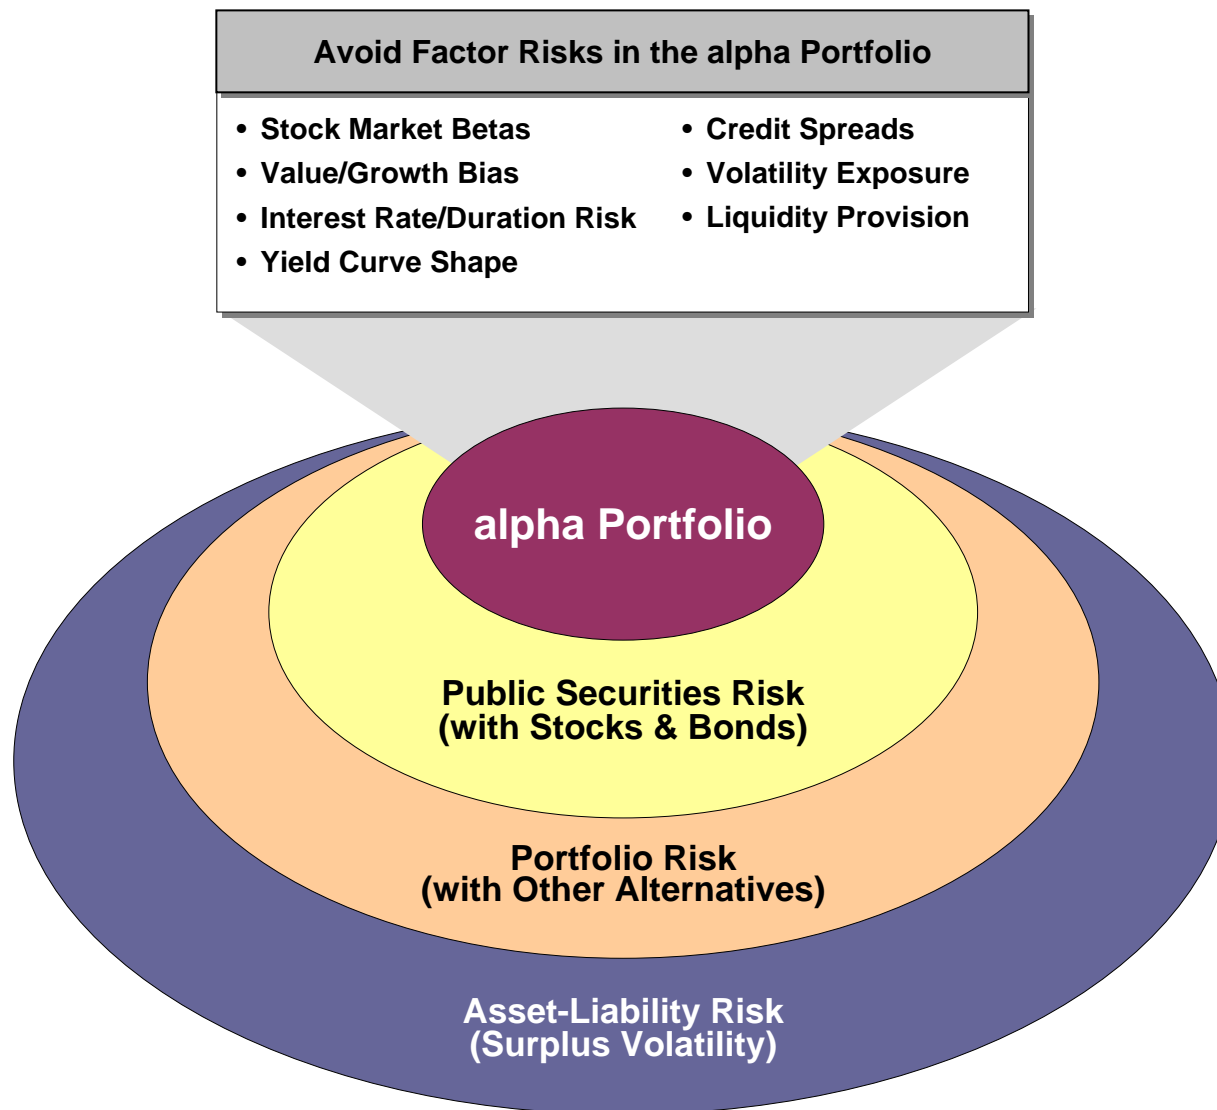 Avoid Factor Risks in the alpha Portfolio
• Stock Market Betas
• Value/Growth Bias
• Interest Rate/Duration Risk
• Yield Curve Shape
• Credit Spreads
• Volatility Exposure
• Liquidity Provision
alpha Portfolio
Public Securities Risk
(with Stocks & Bonds)
Portfolio Risk
(with Other Alternatives)
Asset-Liability Risk
(Surplus Volatility)